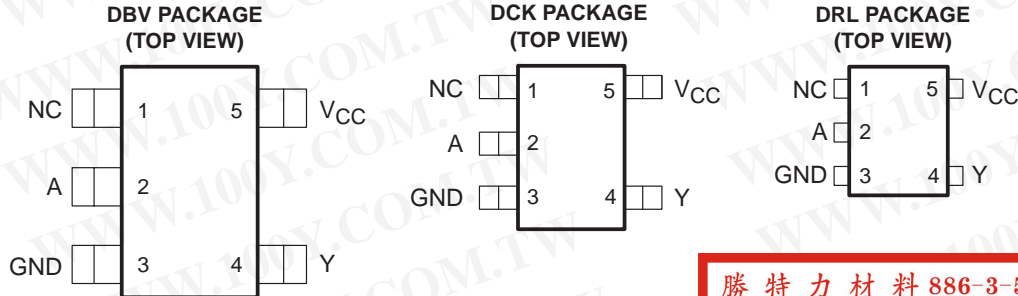 DBV PACKAGE
(TOP VIEW)
NC 1 5 VCC
A 2
GND 3 4 Y
DCK PACKAGE
(TOP VIEW)
NC 1 5 VCC
A 2
GND 3 4 Y
DRL PACKAGE
(TOP VIEW)
NC 1 5 VCC
A 2
GND 3 4 Y
勝 特 力 材 料 886-3-5
WWW.100Y.COM.TW